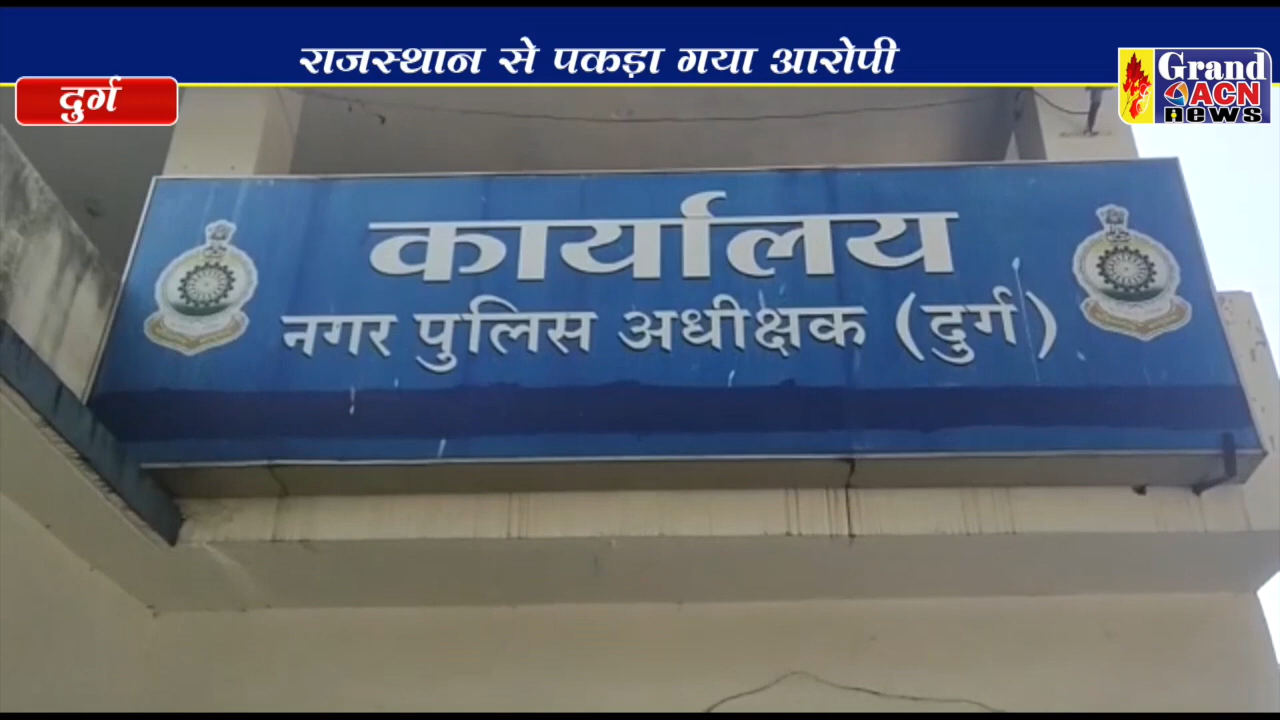 राजस्थान से पकड़ा गया आरोपी
दुर्ग
Grand
ACN
news
कार्यालय
नगर पुलिस अधीक्षक (दुर्ग)